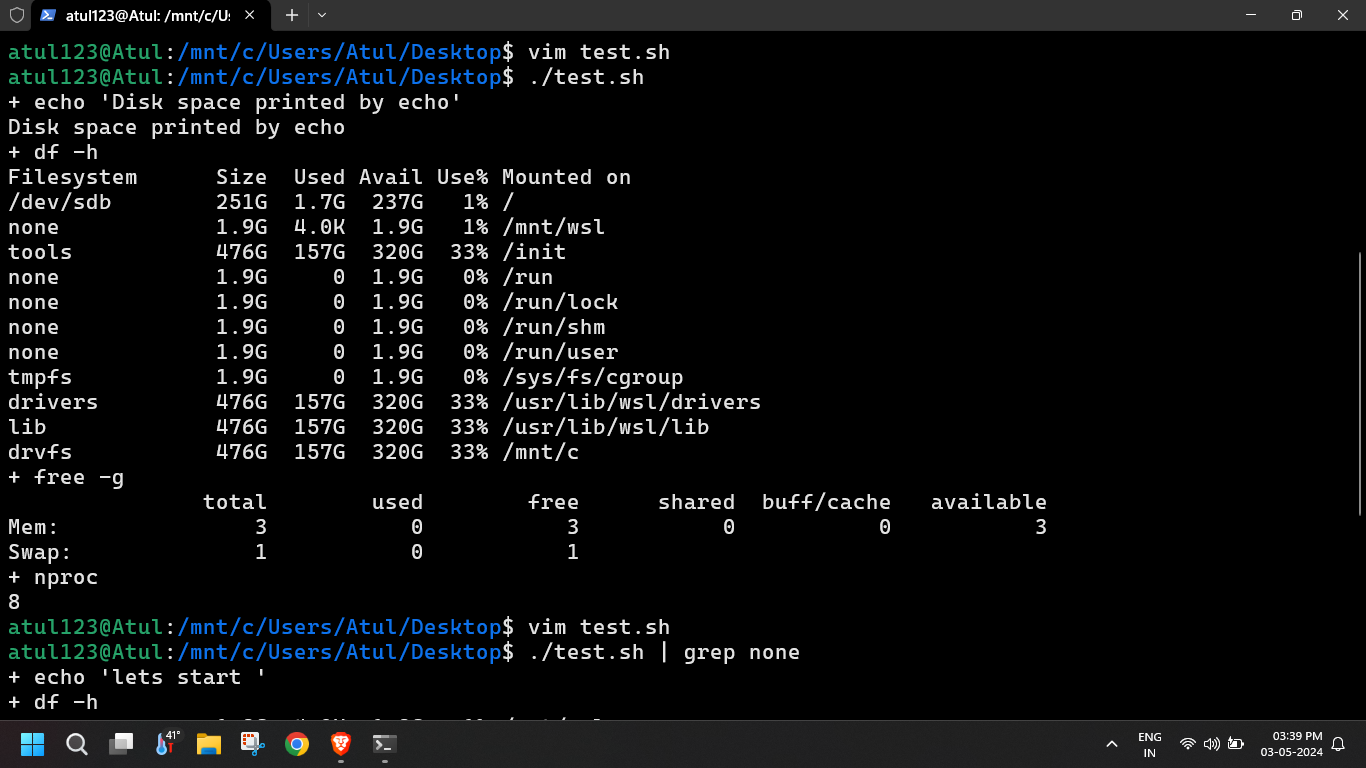 atul123@Atul: /mnt/c/U
atul123@Atul:/mnt/c/Users/Atul/Desktop$ vim test.sh
atul123@Atul:/mnt/c/Users/Atul/Desktop$ ./test.sh
+ echo 'Disk space printed by echo'
Disk space printed by echo
+ df -h
Filesystem      Size  Used Avail Use% Mounted on
/dev/sdb        251G  1.7G  237G   1% /
none            1.9G  4.0K  1.9G   1% /mnt/wsl
tools           476G  157G  320G  33% /init
none            1.9G     0  1.9G   0% /run
none            1.9G     0  1.9G   0% /run/lock
none            1.9G     0  1.9G   0% /run/shm
none            1.9G     0  1.9G   0% /run/user
tmpfs           1.9G     0  1.9G   0% /sys/fs/cgroup
drivers         476G  157G  320G  33% /usr/lib/wsl/drivers
lib             476G  157G  320G  33% /usr/lib/wsl/lib
drvfs           476G  157G  320G  33% /mnt/c
+ free -g
               total        used        free      shared  buff/cache   available
Mem:               3           0           3           0           0           3
Swap:              1           0           1
+ nproc
8
atul123@Atul:/mnt/c/Users/Atul/Desktop$ vim test.sh
atul123@Atul:/mnt/c/Users/Atul/Desktop$ ./test.sh | grep none
+ echo 'lets start '
+ df -h
41°
ENG
IN
03:39 PM
03-05-2024